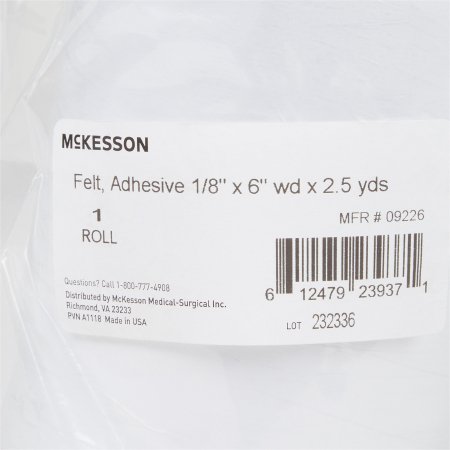 McKESSON
Felt, Adhesive 1/8" x 6" wd x 2.5 yds
1
ROLL
MFR # 09226
6 12479 23937 1
LOT 232336
Questions? Call 1-800-777-4908
Distributed by McKesson Medical-Surgical Inc.
Richmond, VA 23233
PVN A1118 Made in USA